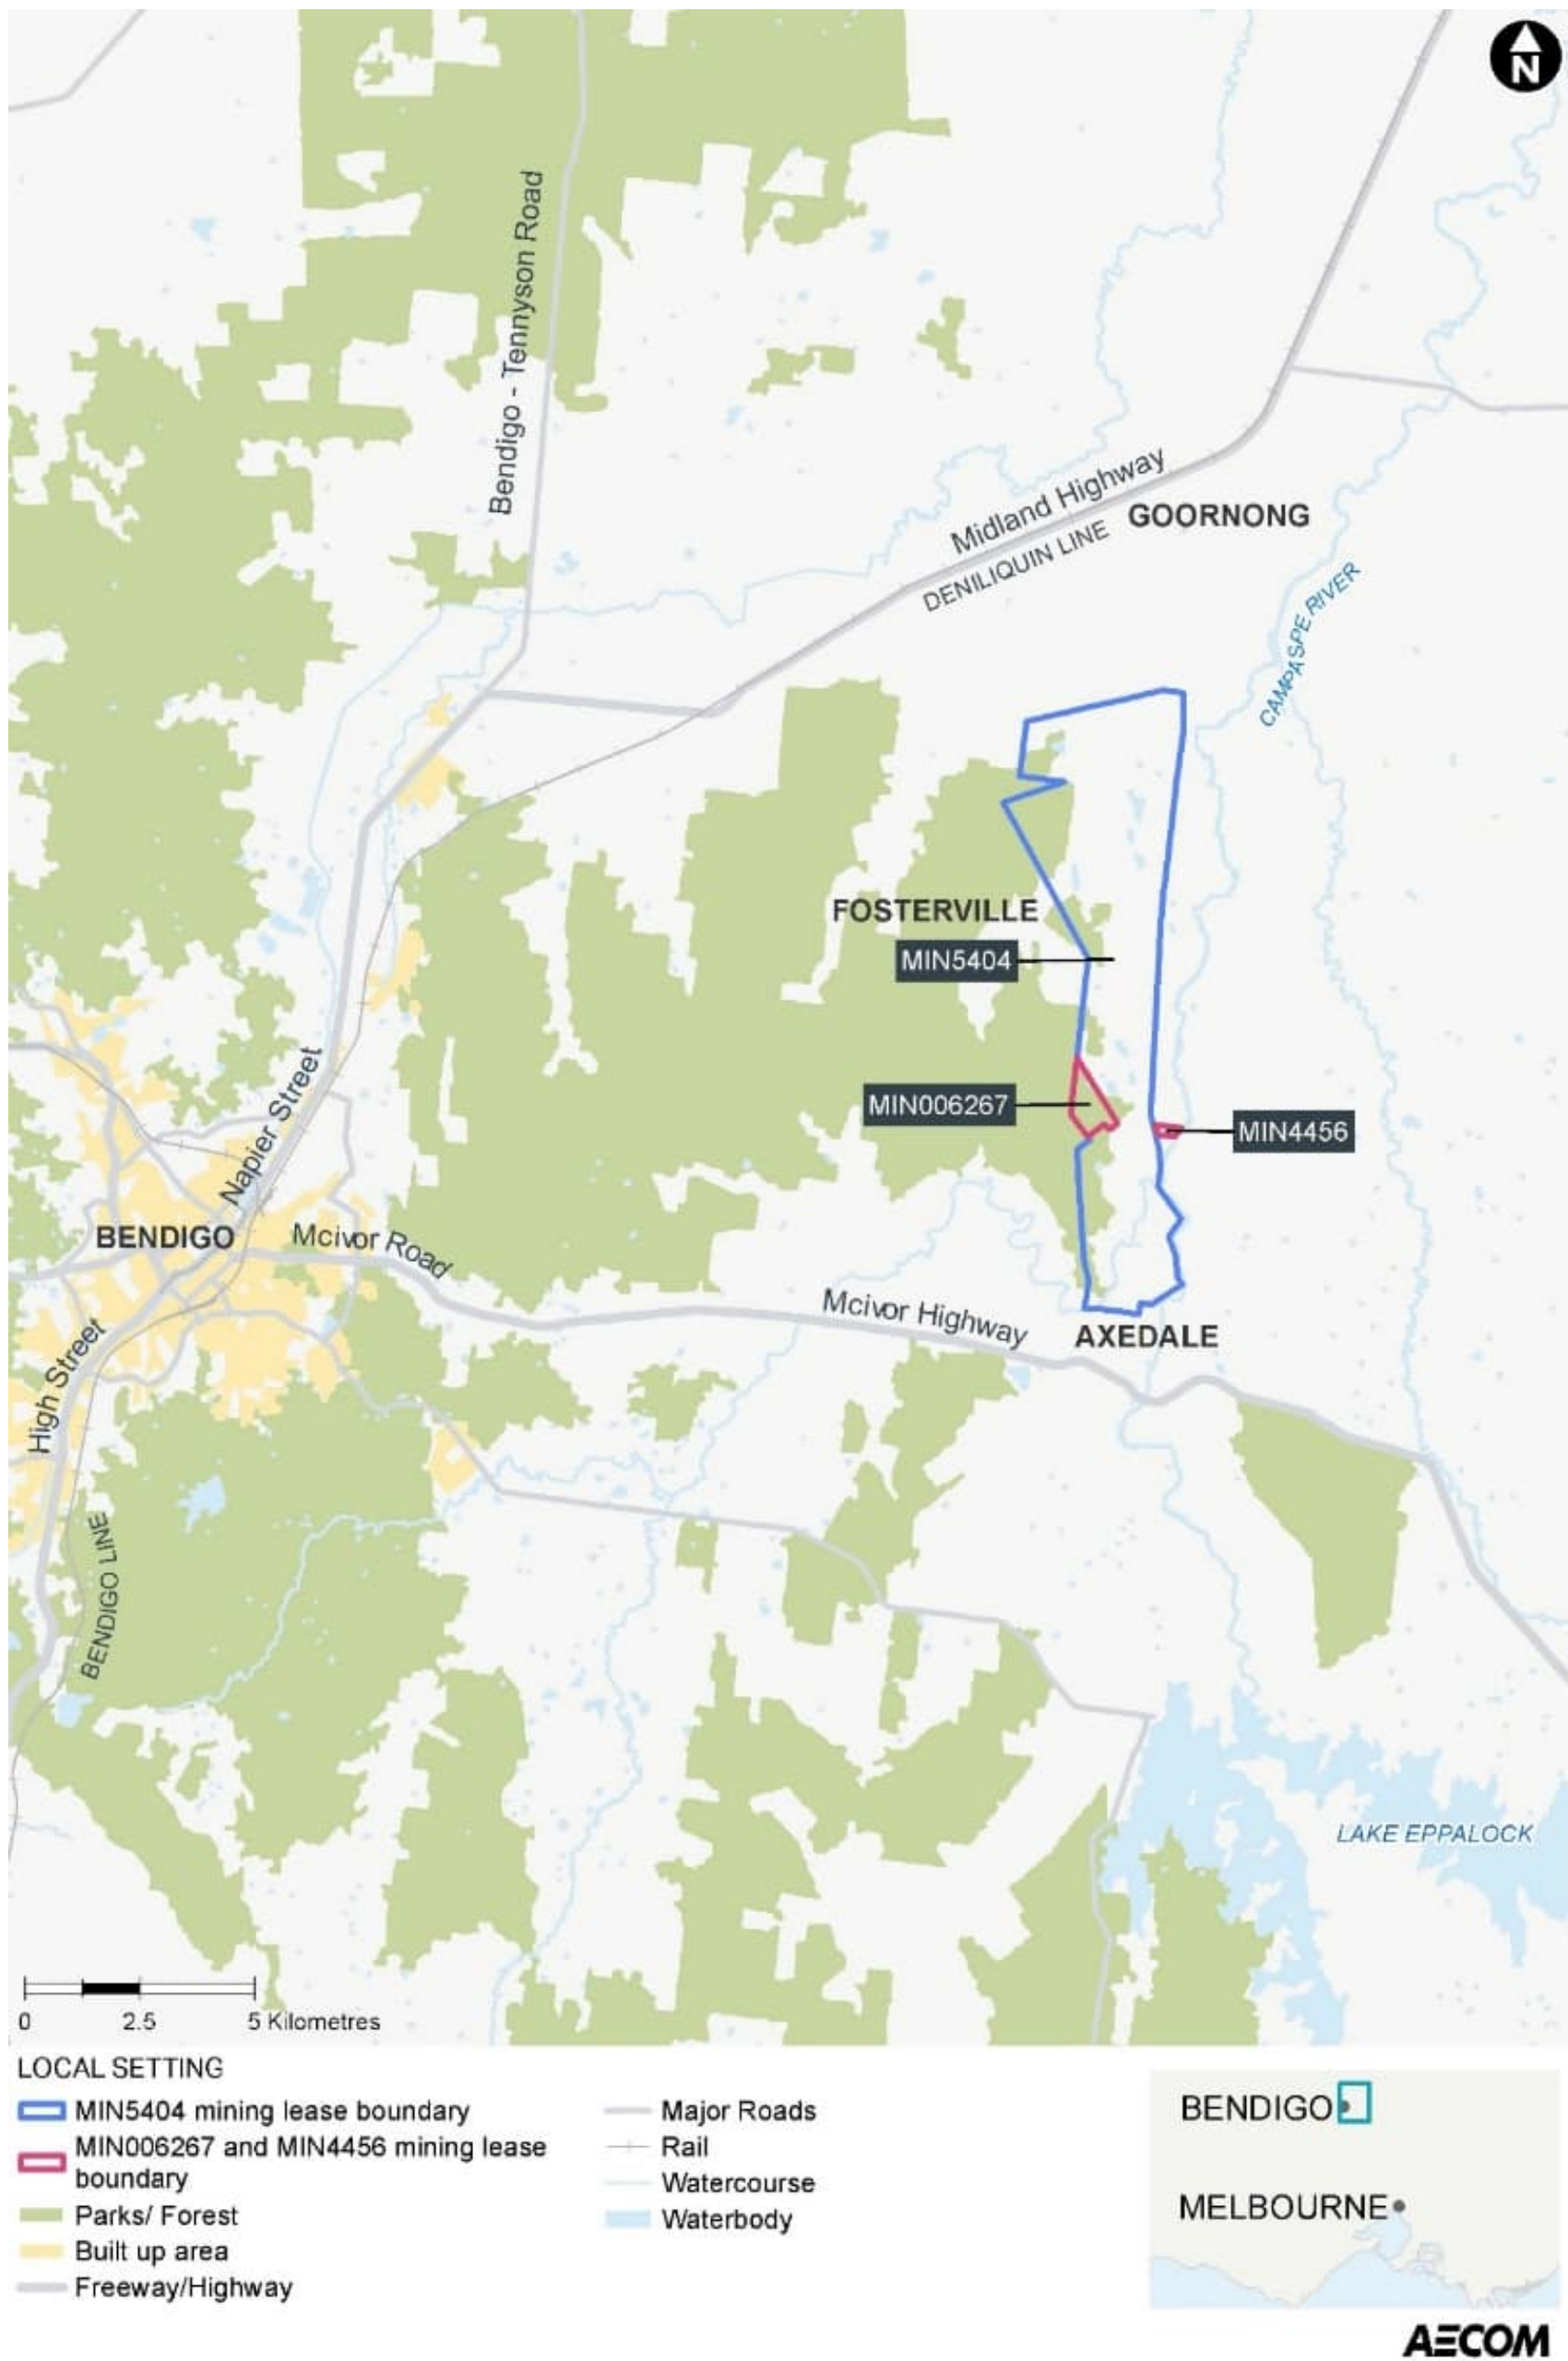 N
Bendigo - Tennyson Road
Midland Highway
GOORNONG
DENILIQUIN LINE
CAMPASPE RIVER
FOSTERVILLE
MIN5404
MIN006267
MIN4456
Napier Street
BENDIGO
Mcivor Road
Mcivor Highway
AXEDALE
High Street
BENDIGO LINE
LAKE EPPALOCK
0 2.5 5 Kilometres
LOCAL SETTING
MIN5404 mining lease boundary
MIN006267 and MIN4456 mining lease
boundary
Parks/ Forest
Built up area
Freeway/Highway
Major Roads
Rail
Watercourse
Waterbody
BENDIGO
MELBOURNE
AECOM